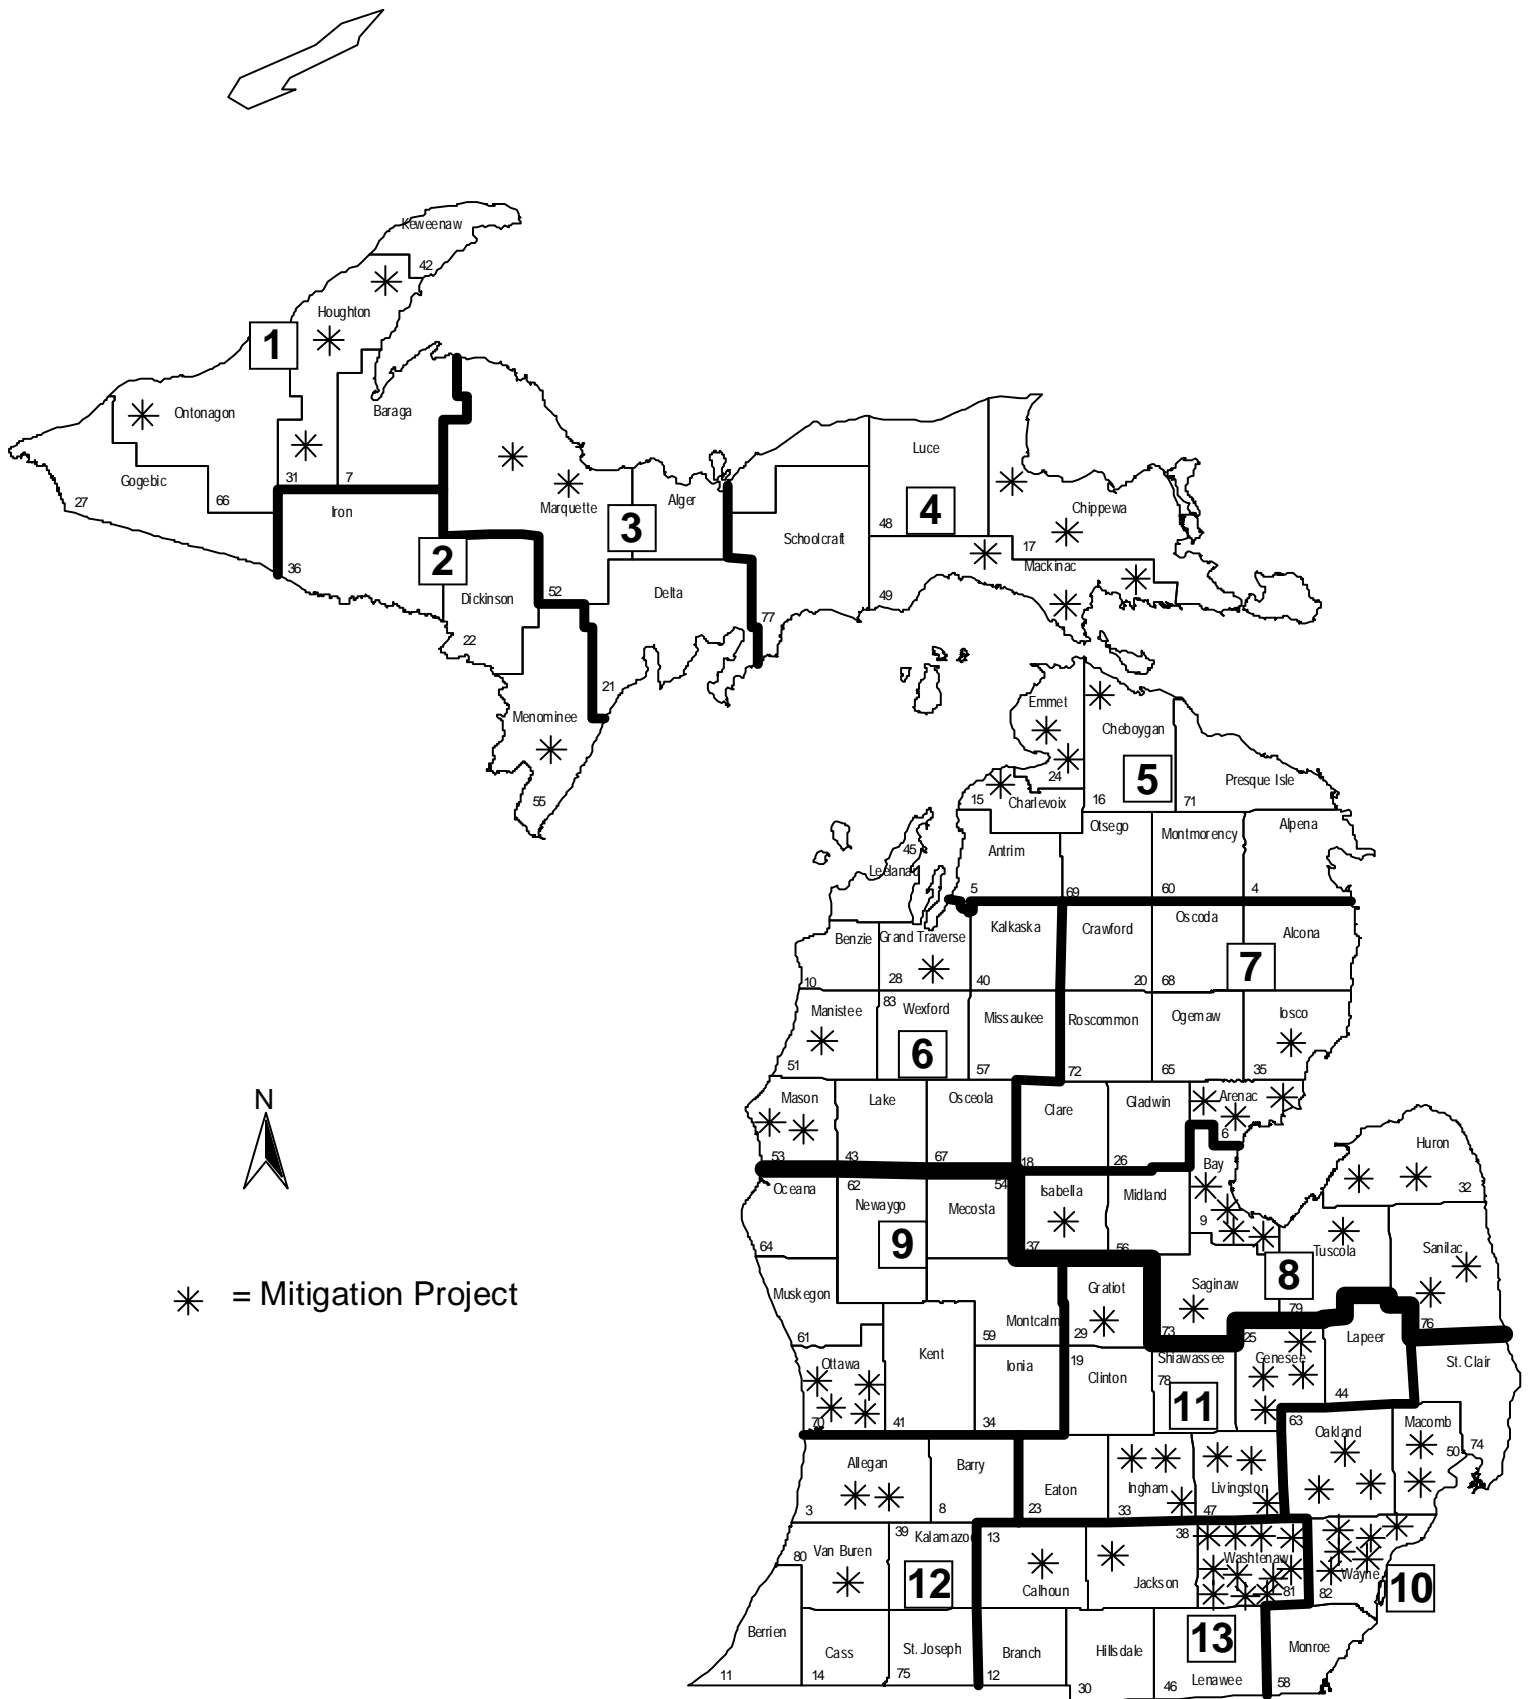 Keweenaw
42
Houghton
1
Ontonagon
Baraga
Gogebic
27
66
31
7
Iron
36
2
Dickinson
22
Marquette
52
3
Alger
Delta
21
Menominee
55
Luce
48
4
Schoolcraft
77
49
Chippewa
17
Mackinac
Emmet
24
Cheboygan
5
16
Presque Isle
71
15
Charlevoix
Otsego
Montmorency
Alpena
Antrim
5
69
60
4
45
Leelanau
Benzie
Grand Traverse
Kalkaska
Crawford
Oscoda
Alcona
7
10
28
40
20
68
Manistee
83
Wexford
Missaukee
Roscommon
Ogemaw
Iosco
6
51
57
72
65
35
N
Mason
Lake
Osceola
Clare
Gladwin
Arenac
6
53
43
67
18
26
Bay
Huron
32
Oceana
62
Newaygo
54
Mecosta
Isabella
Midland
9
9
64
37
56
8
Tuscola
Sanilac
= Mitigation Project
Muskegon
Gratiot
Saginaw
79
76
61
59
Montcalm
29
73
25
Ottawa
Kent
Ionia
19
Clinton
Shiawassee
78
Genesee
Lapeer
St. Clair
11
44
70
41
34
63
Oakland
Macomb
50
74
Allegan
Barry
Eaton
Ingham
Livingston
3
8
23
33
47
39
Kalamazoo
13
38
80
Van Buren
12
Calhoun
Jackson
Washtenaw
81
Wayne
82
10
Berrien
Cass
St. Joseph
Branch
Hillsdale
13
Lenawee
Monroe
11
14
75
12
30
46
58